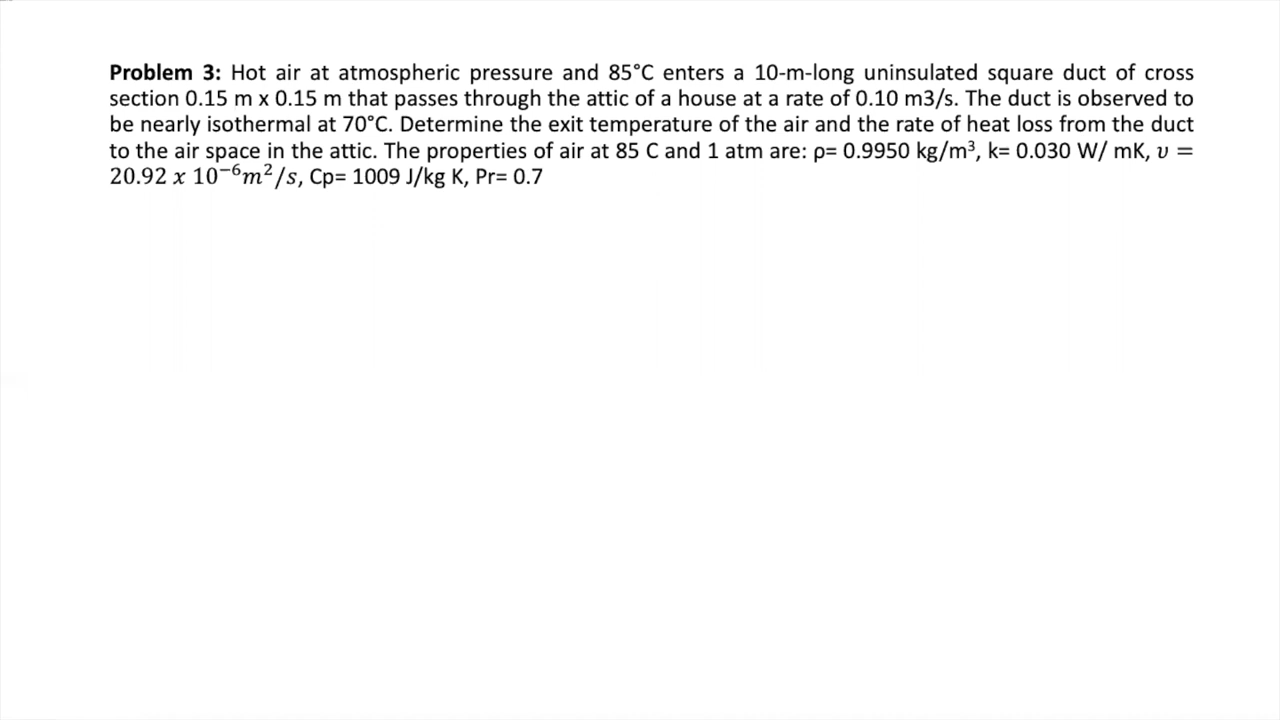 Problem 3: Hot air at atmospheric pressure and 85°C enters a 10-m-long uninsulated square duct of cross
section 0.15 m x 0.15 m that passes through the attic of a house at a rate of 0.10 m3/s. The duct is observed to
be nearly isothermal at 70°C. Determine the exit temperature of the air and the rate of heat loss from the duct
to the air space in the attic. The properties of air at 85 C and 1 atm are: ρ= 0.9950 kg/m³, k= 0.030 W/ mK, υ =
20.92 x 10⁻⁶m²/s, Cp= 1009 J/kg K, Pr= 0.7